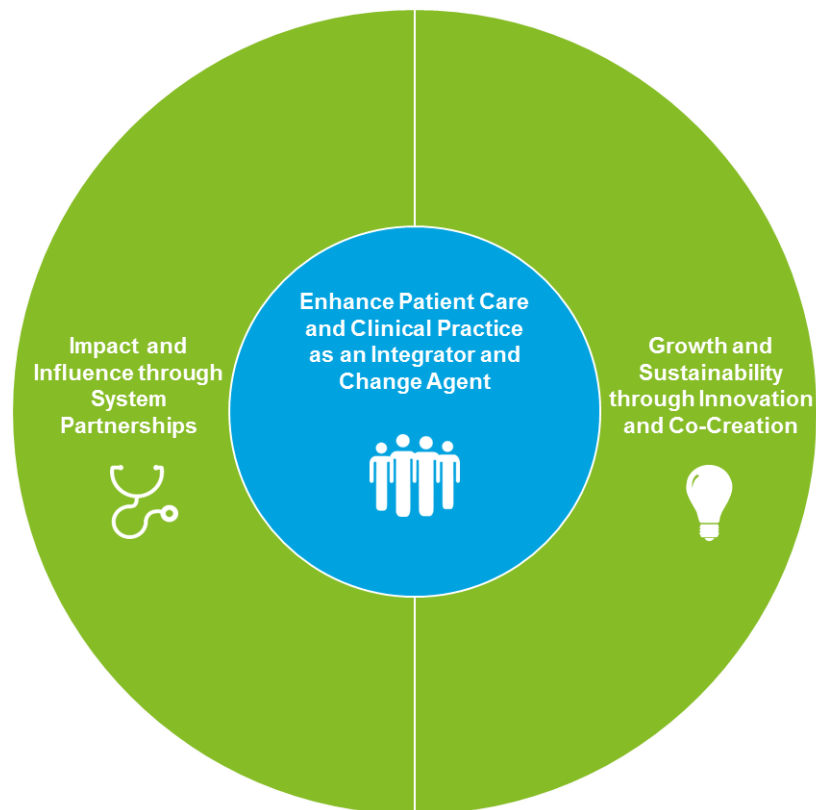 Enhance Patient Care
and Clinical Practice
as an Integrator and
Change Agent
Impact and
Influence through
System
Partnerships
Growth and
Sustainability
through Innovation
and Co-Creation